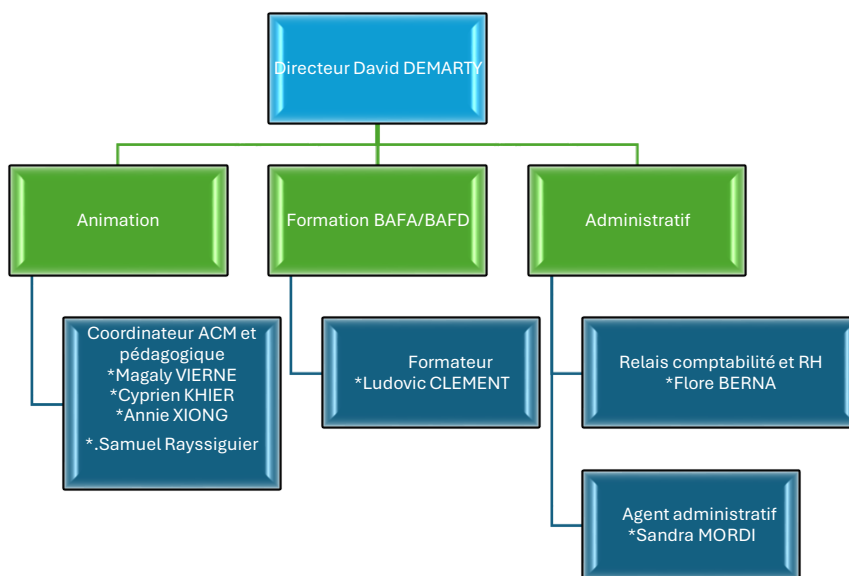 Directeur David DEMARTY
Animation
Formation BAFA/BAFD
Administratif
Coordinateur ACM et
pédagogique
*Magaly VIERNE
*Cyprien KHIER
*Annie XIONG
*.Samuel Rayssiguier
Formateur
*Ludovic CLEMENT
Relais comptabilité et RH
*Flore BERNA
Agent administratif
*Sandra MORDI